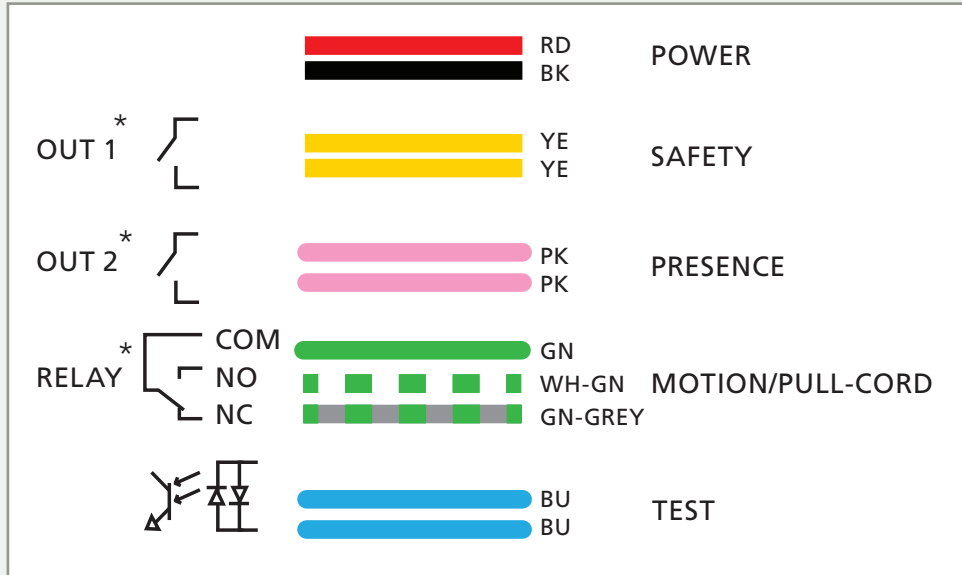 RD
BK
POWER
OUT 1*
YE
YE
SAFETY
OUT 2*
PK
PK
PRESENCE
RELAY*
COM
NO
NC
GN
WH-GN
GN-GREY
MOTION/PULL-CORD
BU
BU
TEST